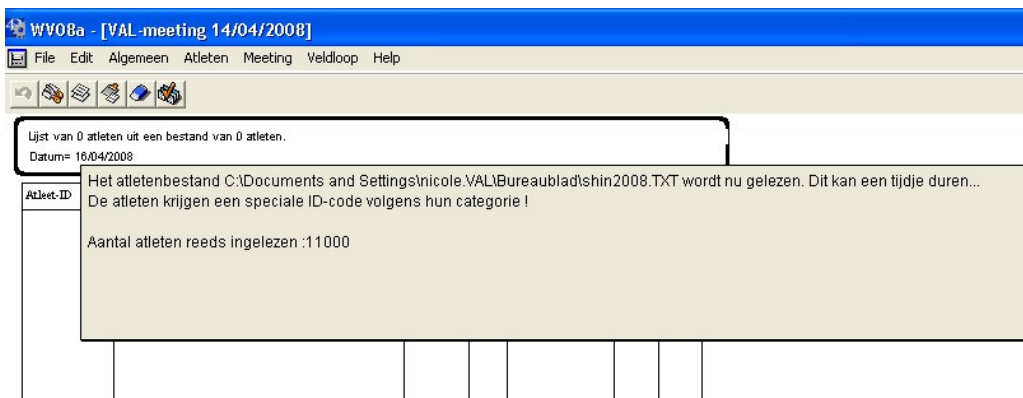 WV08a - [VAL-meeting 14/04/2008]
File Edit Algemeen Atleten Meeting Veldloop Help
Lijst van 0 atleten uit een bestand van 0 atleten.
Datum= 16/04/2008
Atleet-ID
Het atletenbestand C:\Documents and Settings\nicole.VAL\Bureaublad\shin2008.TXT wordt nu gelezen. Dit kan een tijdje duren...
De atleten krijgen een speciale ID-code volgens hun categorie !
Aantal atleten reeds ingelezen :11000